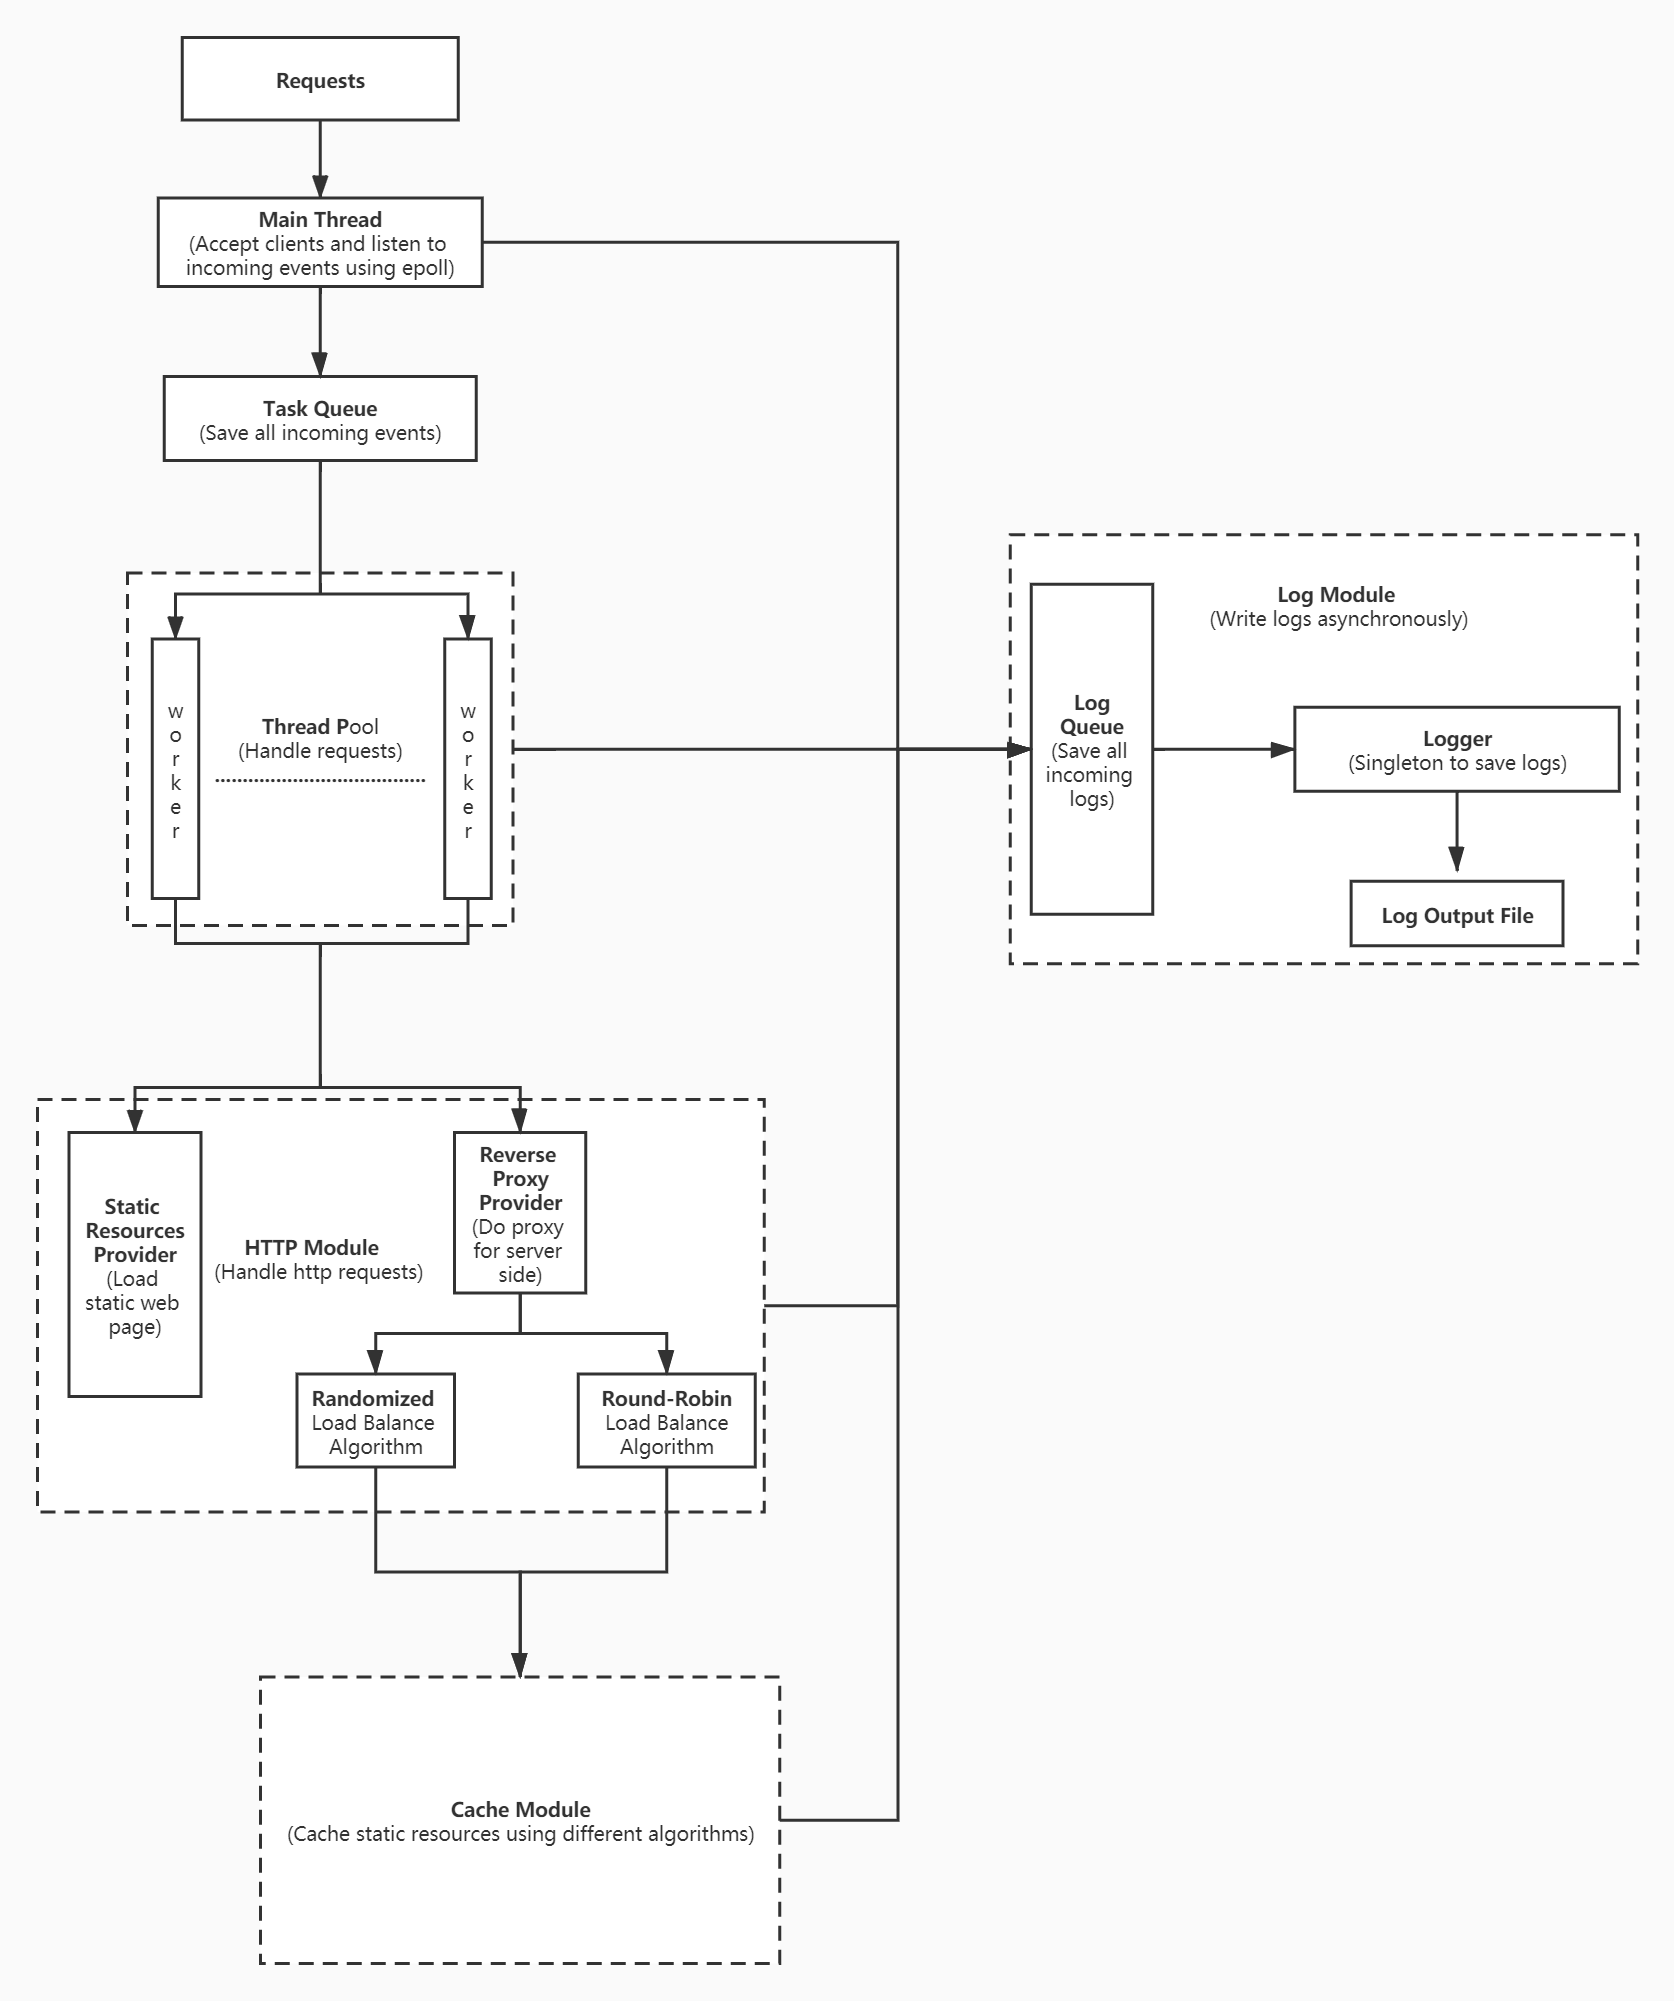 Requests
Main Thread
(Accept clients and listen to
incoming events using epoll)
Task Queue
(Save all incoming events)
worker
Thread Pool
(Handle requests)
worker
Log Module
(Write logs asynchronously)
Log
Queue
(Save all
incoming
logs)
Logger
(Singleton to save logs)
Log Output File
Static
Resources
Provider
(Load
static web
page)
HTTP Module
(Handle http requests)
Reverse
Proxy
Provider
(Do proxy
for server
side)
Randomized
Load Balance
Algorithm
Round-Robin
Load Balance
Algorithm
Cache Module
(Cache static resources using different algorithms)